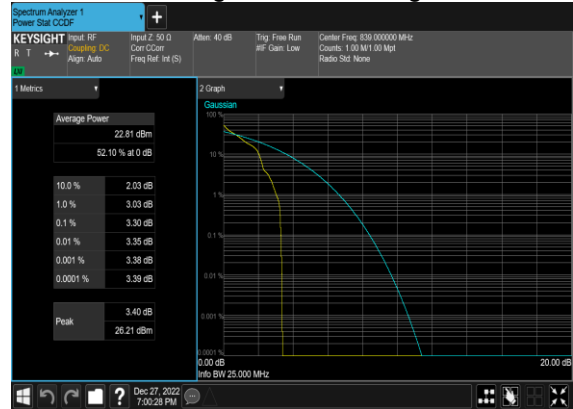 Spectrum Analyzer 1
Power Stat CCDF
KEYSIGHT
R T
LM
Input: RF
Coupling: DC
Align: Auto
Input Z: 50 Ω
Corr CCorr
Freq Ref: Int (S)
Atten: 40 dB
Trig: Free Run
#IF Gain: Low
Center Freq: 839.000000 MHz
Counts: 1.00 M/1.00 Mpt
Radio Std: None
1 Metrics
Average Power
22.81 dBm
52.10 % at 0 dB
10.0 % 2.03 dB
1.0 % 3.03 dB
0.1 % 3.30 dB
0.01 % 3.35 dB
0.001 % 3.38 dB
0.0001 % 3.39 dB
Peak
3.40 dB
26.21 dBm
2 Graph
Gaussian
100 %
10 %
1 %
0.1 %
0.01 %
0.001 %
0.0001 %
0.00 dB 20.00 dB
Info BW 25.000 MHz
Dec 27, 2022
7:00:28 PM